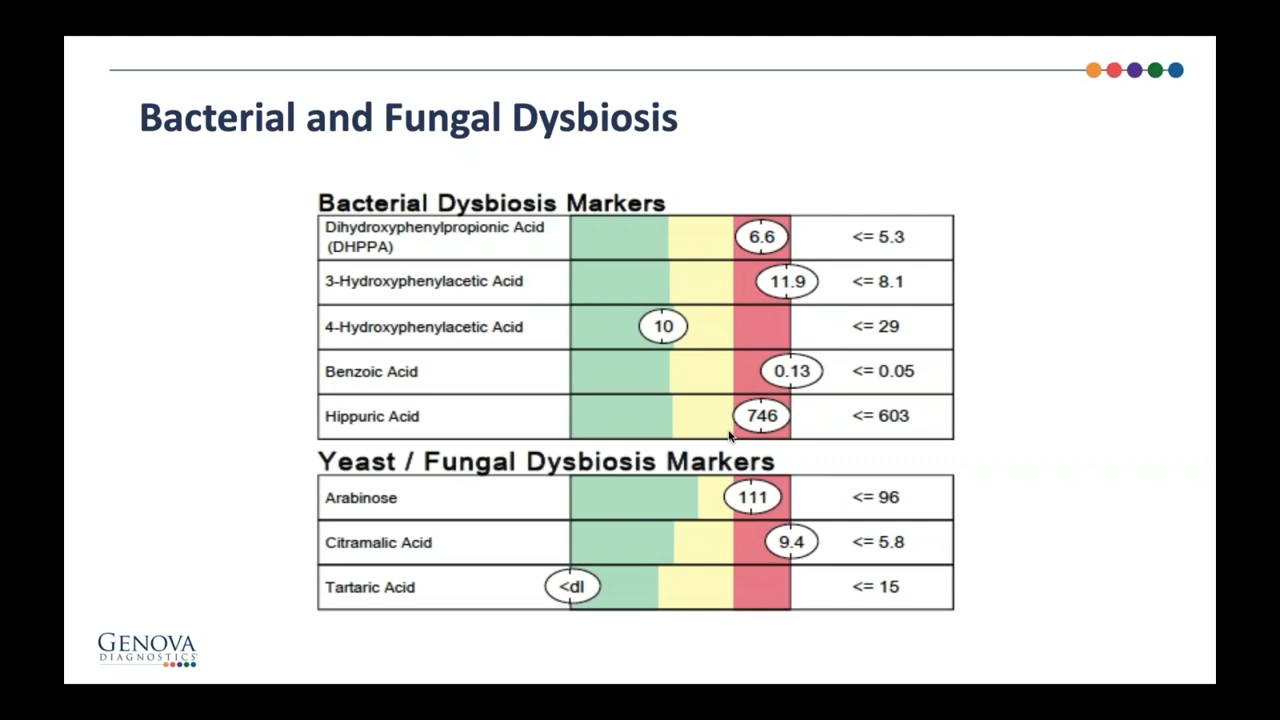 Bacterial and Fungal Dysbiosis
Bacterial Dysbiosis Markers
Dihydroxyphenylpropionic Acid
(DHPPA)
6.6
<= 5.3
3-Hydroxyphenylacetic Acid
11.9
<= 8.1
4-Hydroxyphenylacetic Acid
10
<= 29
Benzoic Acid
0.13
<= 0.05
Hippuric Acid
746
<= 603
Yeast / Fungal Dysbiosis Markers
Arabinose
111
<= 96
Citramalic Acid
9.4
<= 5.8
Tartaric Acid
<dl
<= 15
GENOVA
DIAGNOSTICS